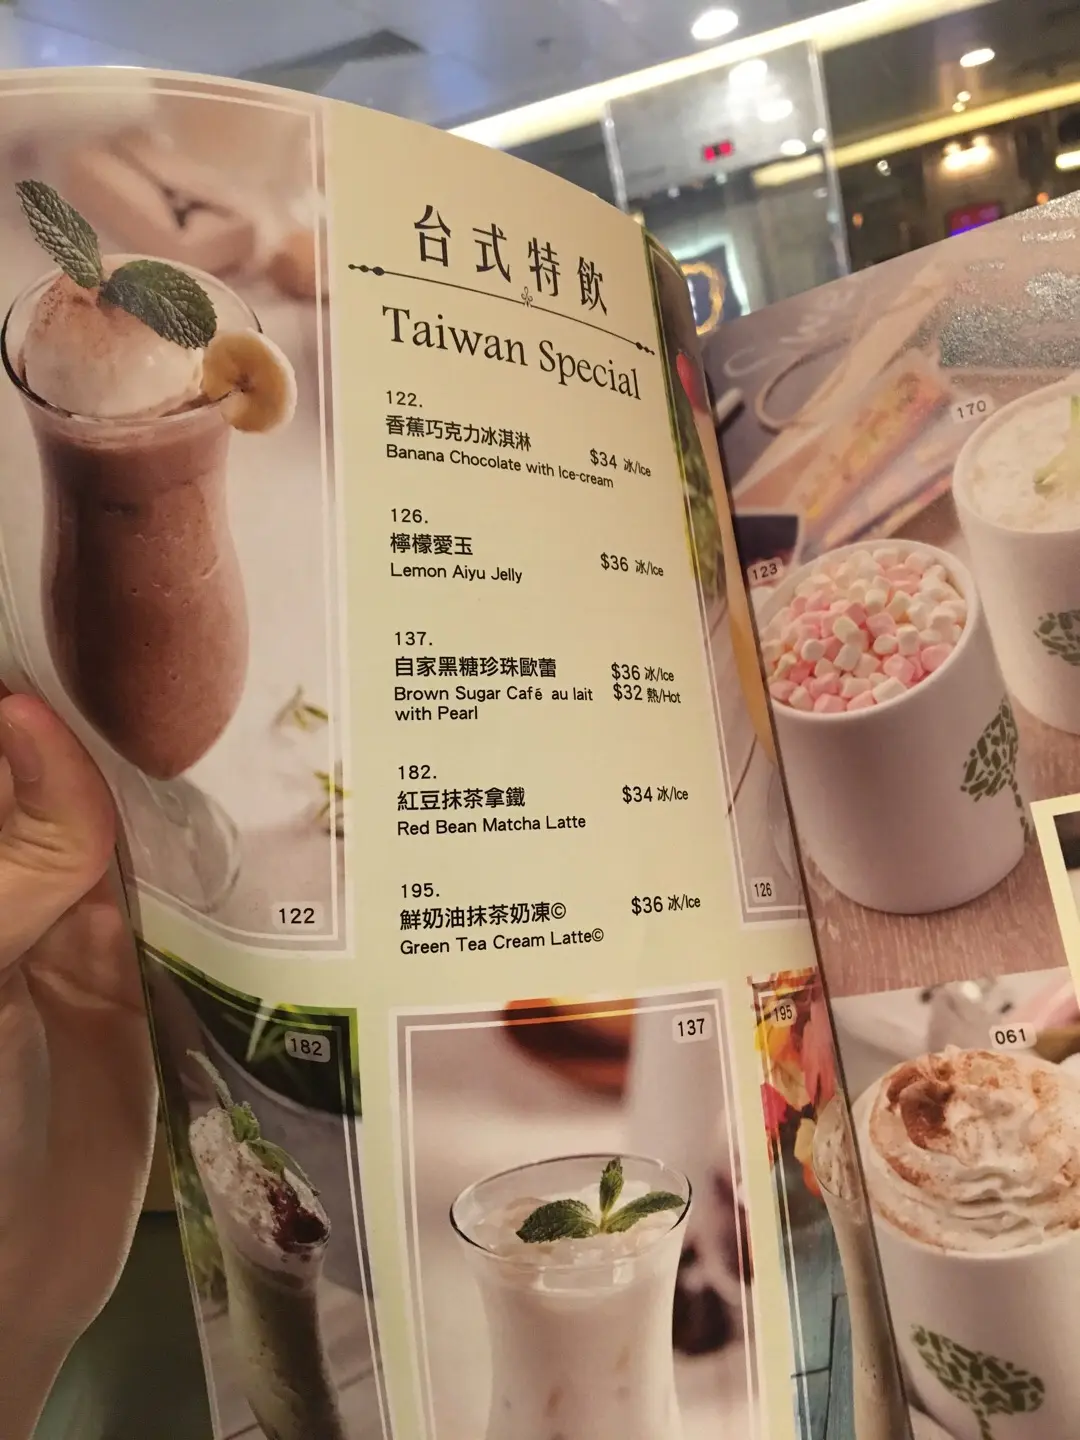 台式特飲
Taiwan Special
122.
香蕉巧克力冰淇淋
Banana Chocolate with Ice-cream
$34 冰/Ice
126.
檸檬愛玉
Lemon Aiyu Jelly
$36 冰/Ice
137.
自家黑糖珍珠歐蕾
Brown Sugar Café au lait
with Pearl
$36 冰/Ice
$32 熱/Hot
182.
紅豆抹茶拿鐵
Red Bean Matcha Latte
$34 冰/Ice
195.
鮮奶油抹茶奶凍©
Green Tea Cream Latte©
$36 冰/Ice
122
182
137
126
195
170
123
061